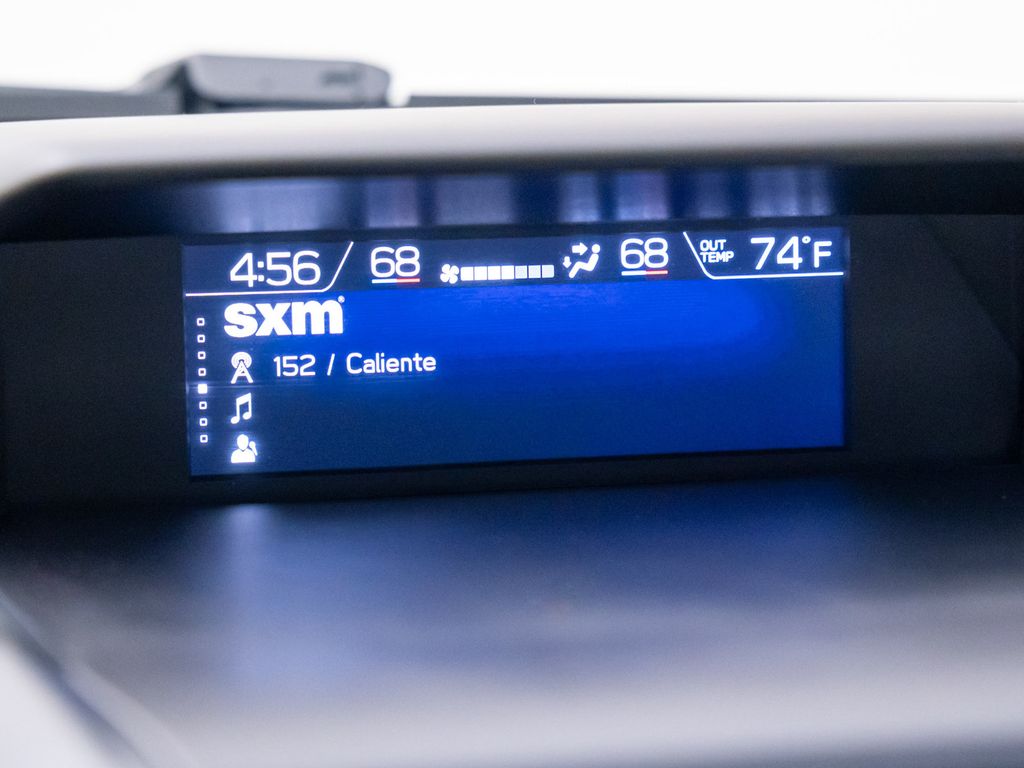 4:56 68 68 OUT TEMP 74°F
sxm®
152 / Caliente